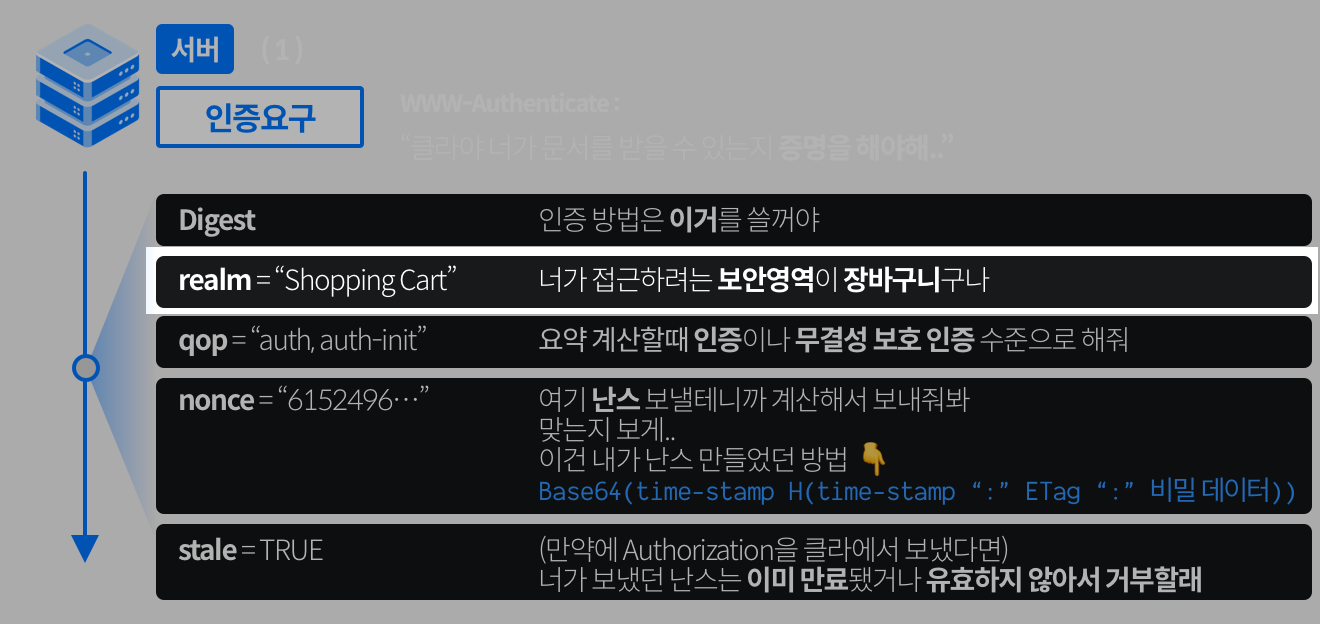 서버 (1)
인증요구
WWW-Authenticate :
“클라야 너가 문서를 받을 수 있는지 증명을 해야해..”
Digest 인증 방법은 이거를 쓸꺼야
realm = “Shopping Cart” 너가 접근하려는 보안영역이 장바구니구나
qop = “auth, auth-init” 요약 계산할때 인증이나 무결성 보호 인증 수준으로 해줘
nonce = “6152496…” 여기 난스 보낼테니까 계산해서 보내줘봐
맞는지 보게..
이건 내가 난스 만들었던 방법 👇
Base64(time-stamp H(time-stamp “:” ETag “:” 비밀 데이터))
stale = TRUE (만약에 Authorization을 클라에서 보냈다면)
너가 보냈던 난스는 이미 만료됐거나 유효하지 않아서 거부할래